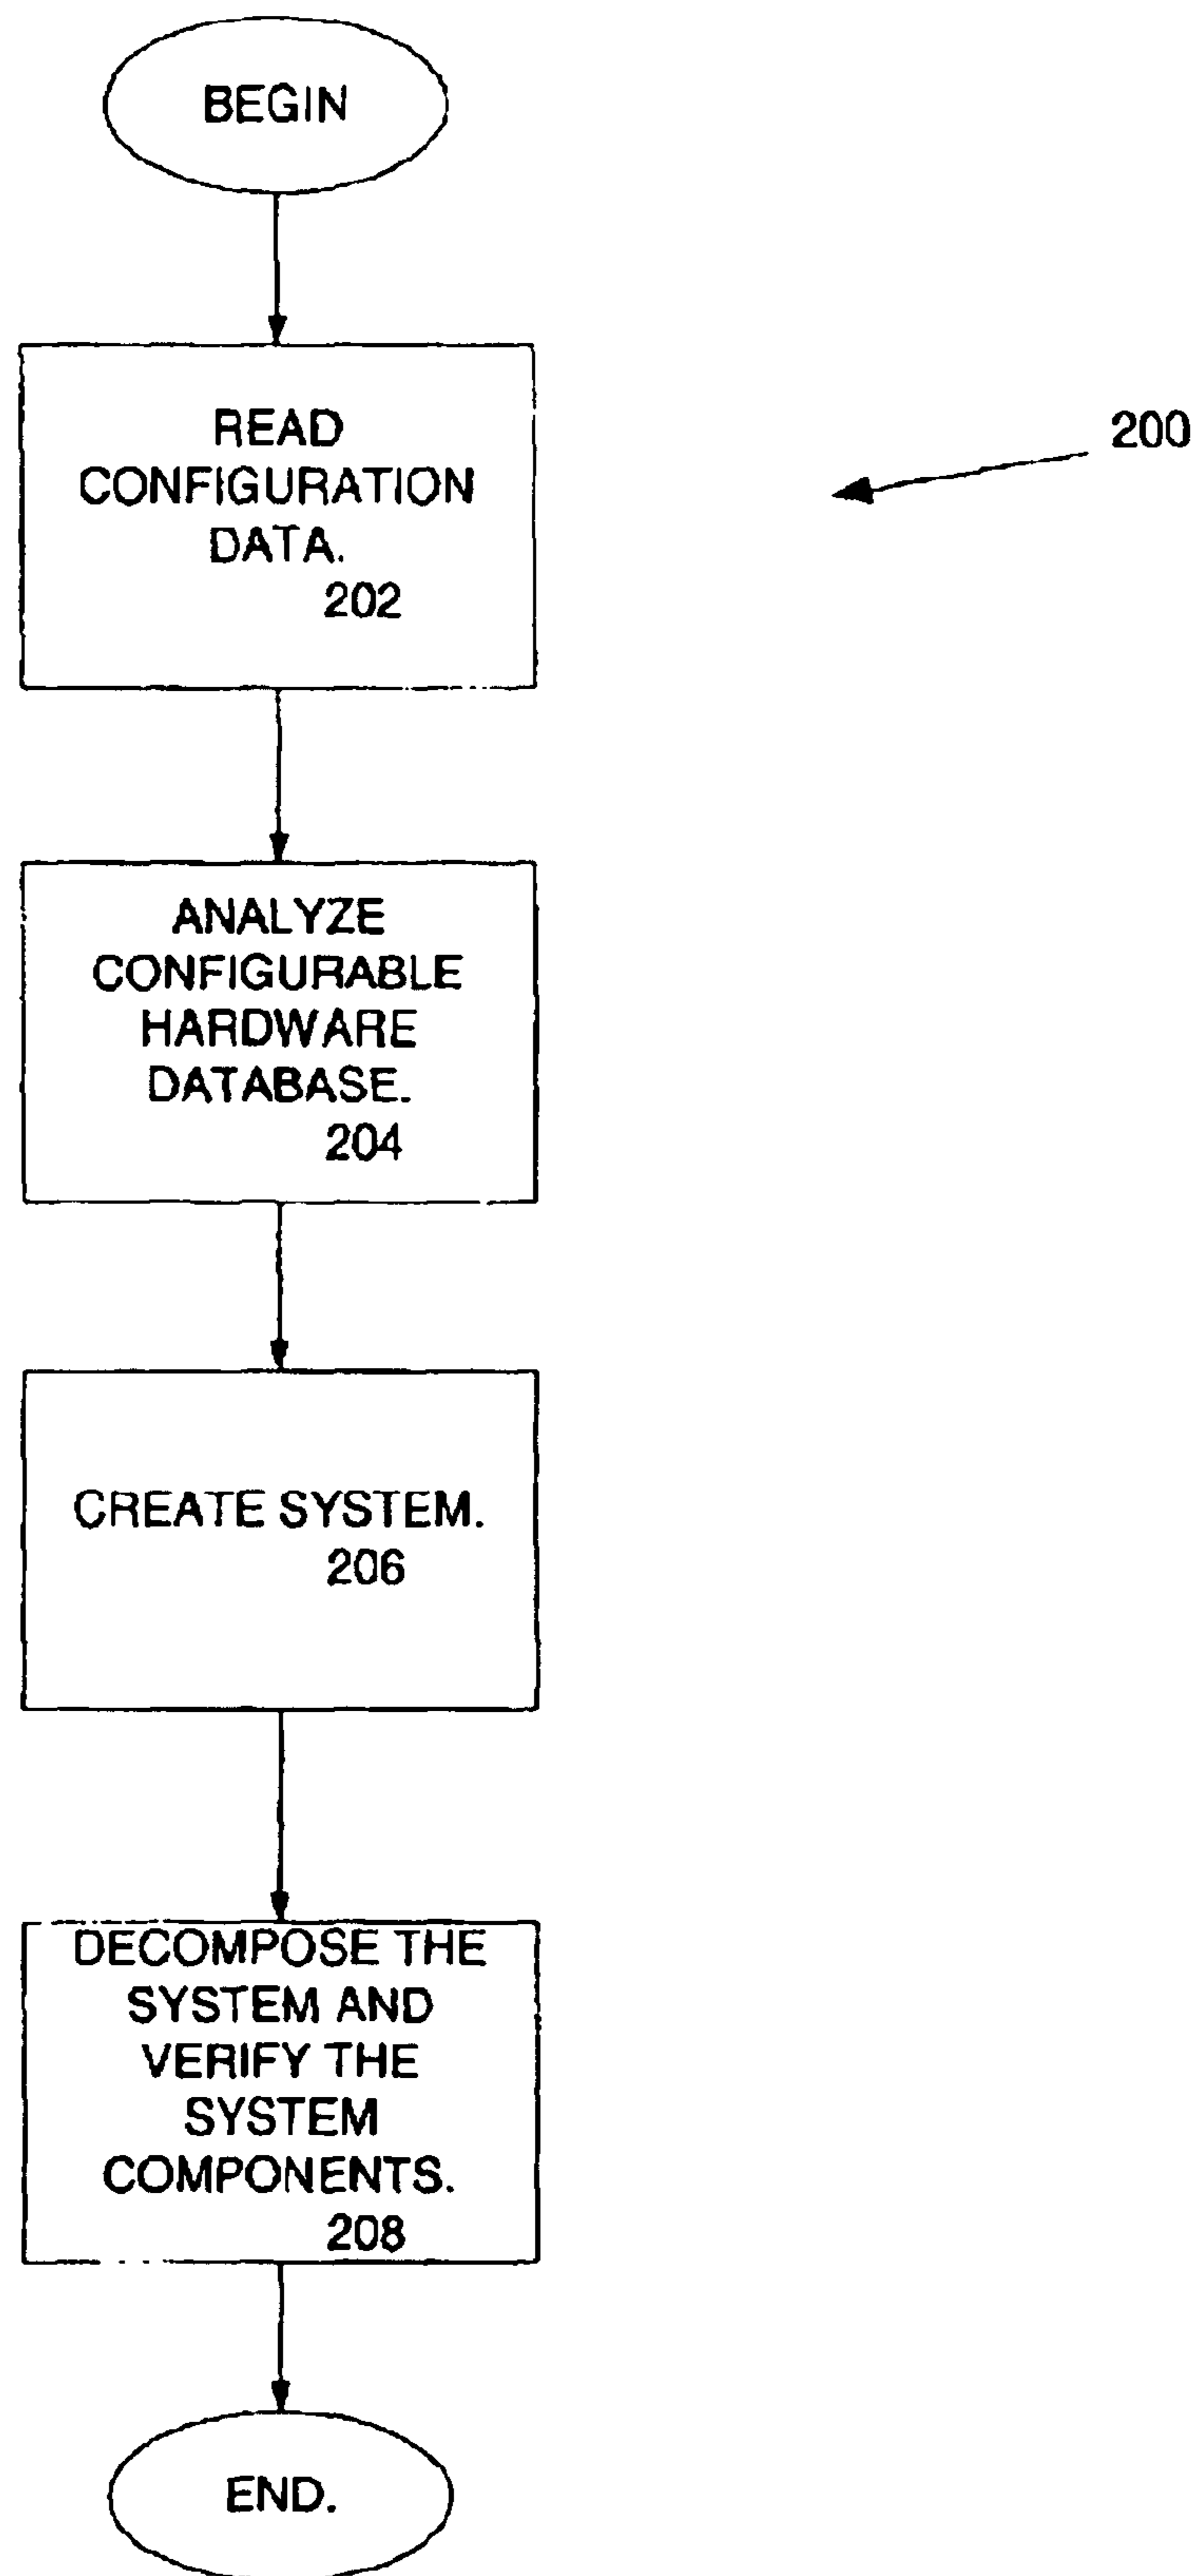 BEGIN
READ
CONFIGURATION
DATA.
202
200
ANALYZE
CONFIGURABLE
HARDWARE
DATABASE.
204
CREATE SYSTEM.
206
DECOMPOSE THE
SYSTEM AND
VERIFY THE
SYSTEM
COMPONENTS.
208
END.